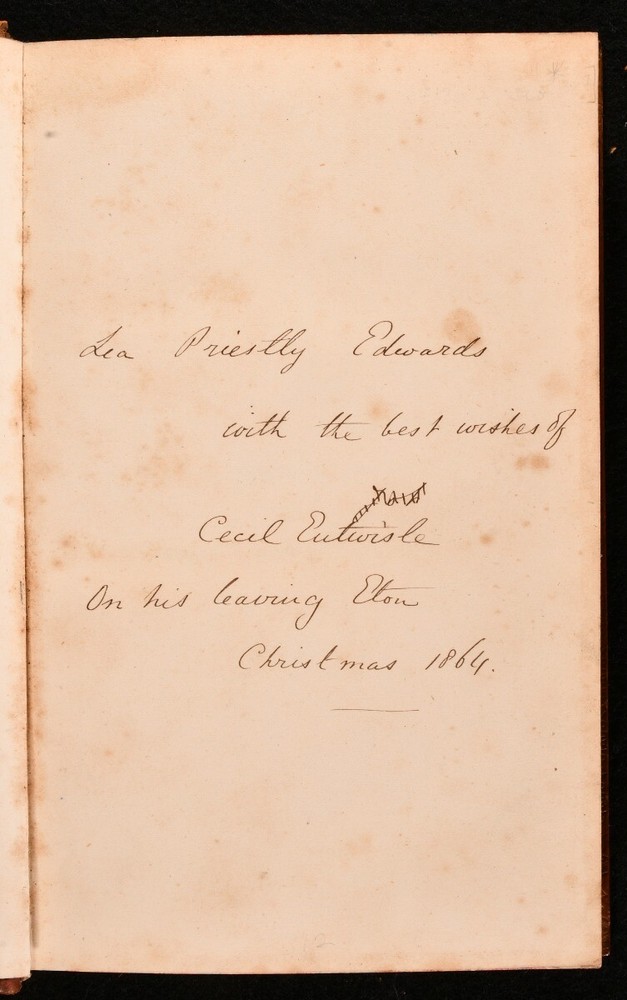 Lea Priestly Edwards
with the best wishes of
Cecil Entwisle
On his leaving Eton
Christmas 1864.